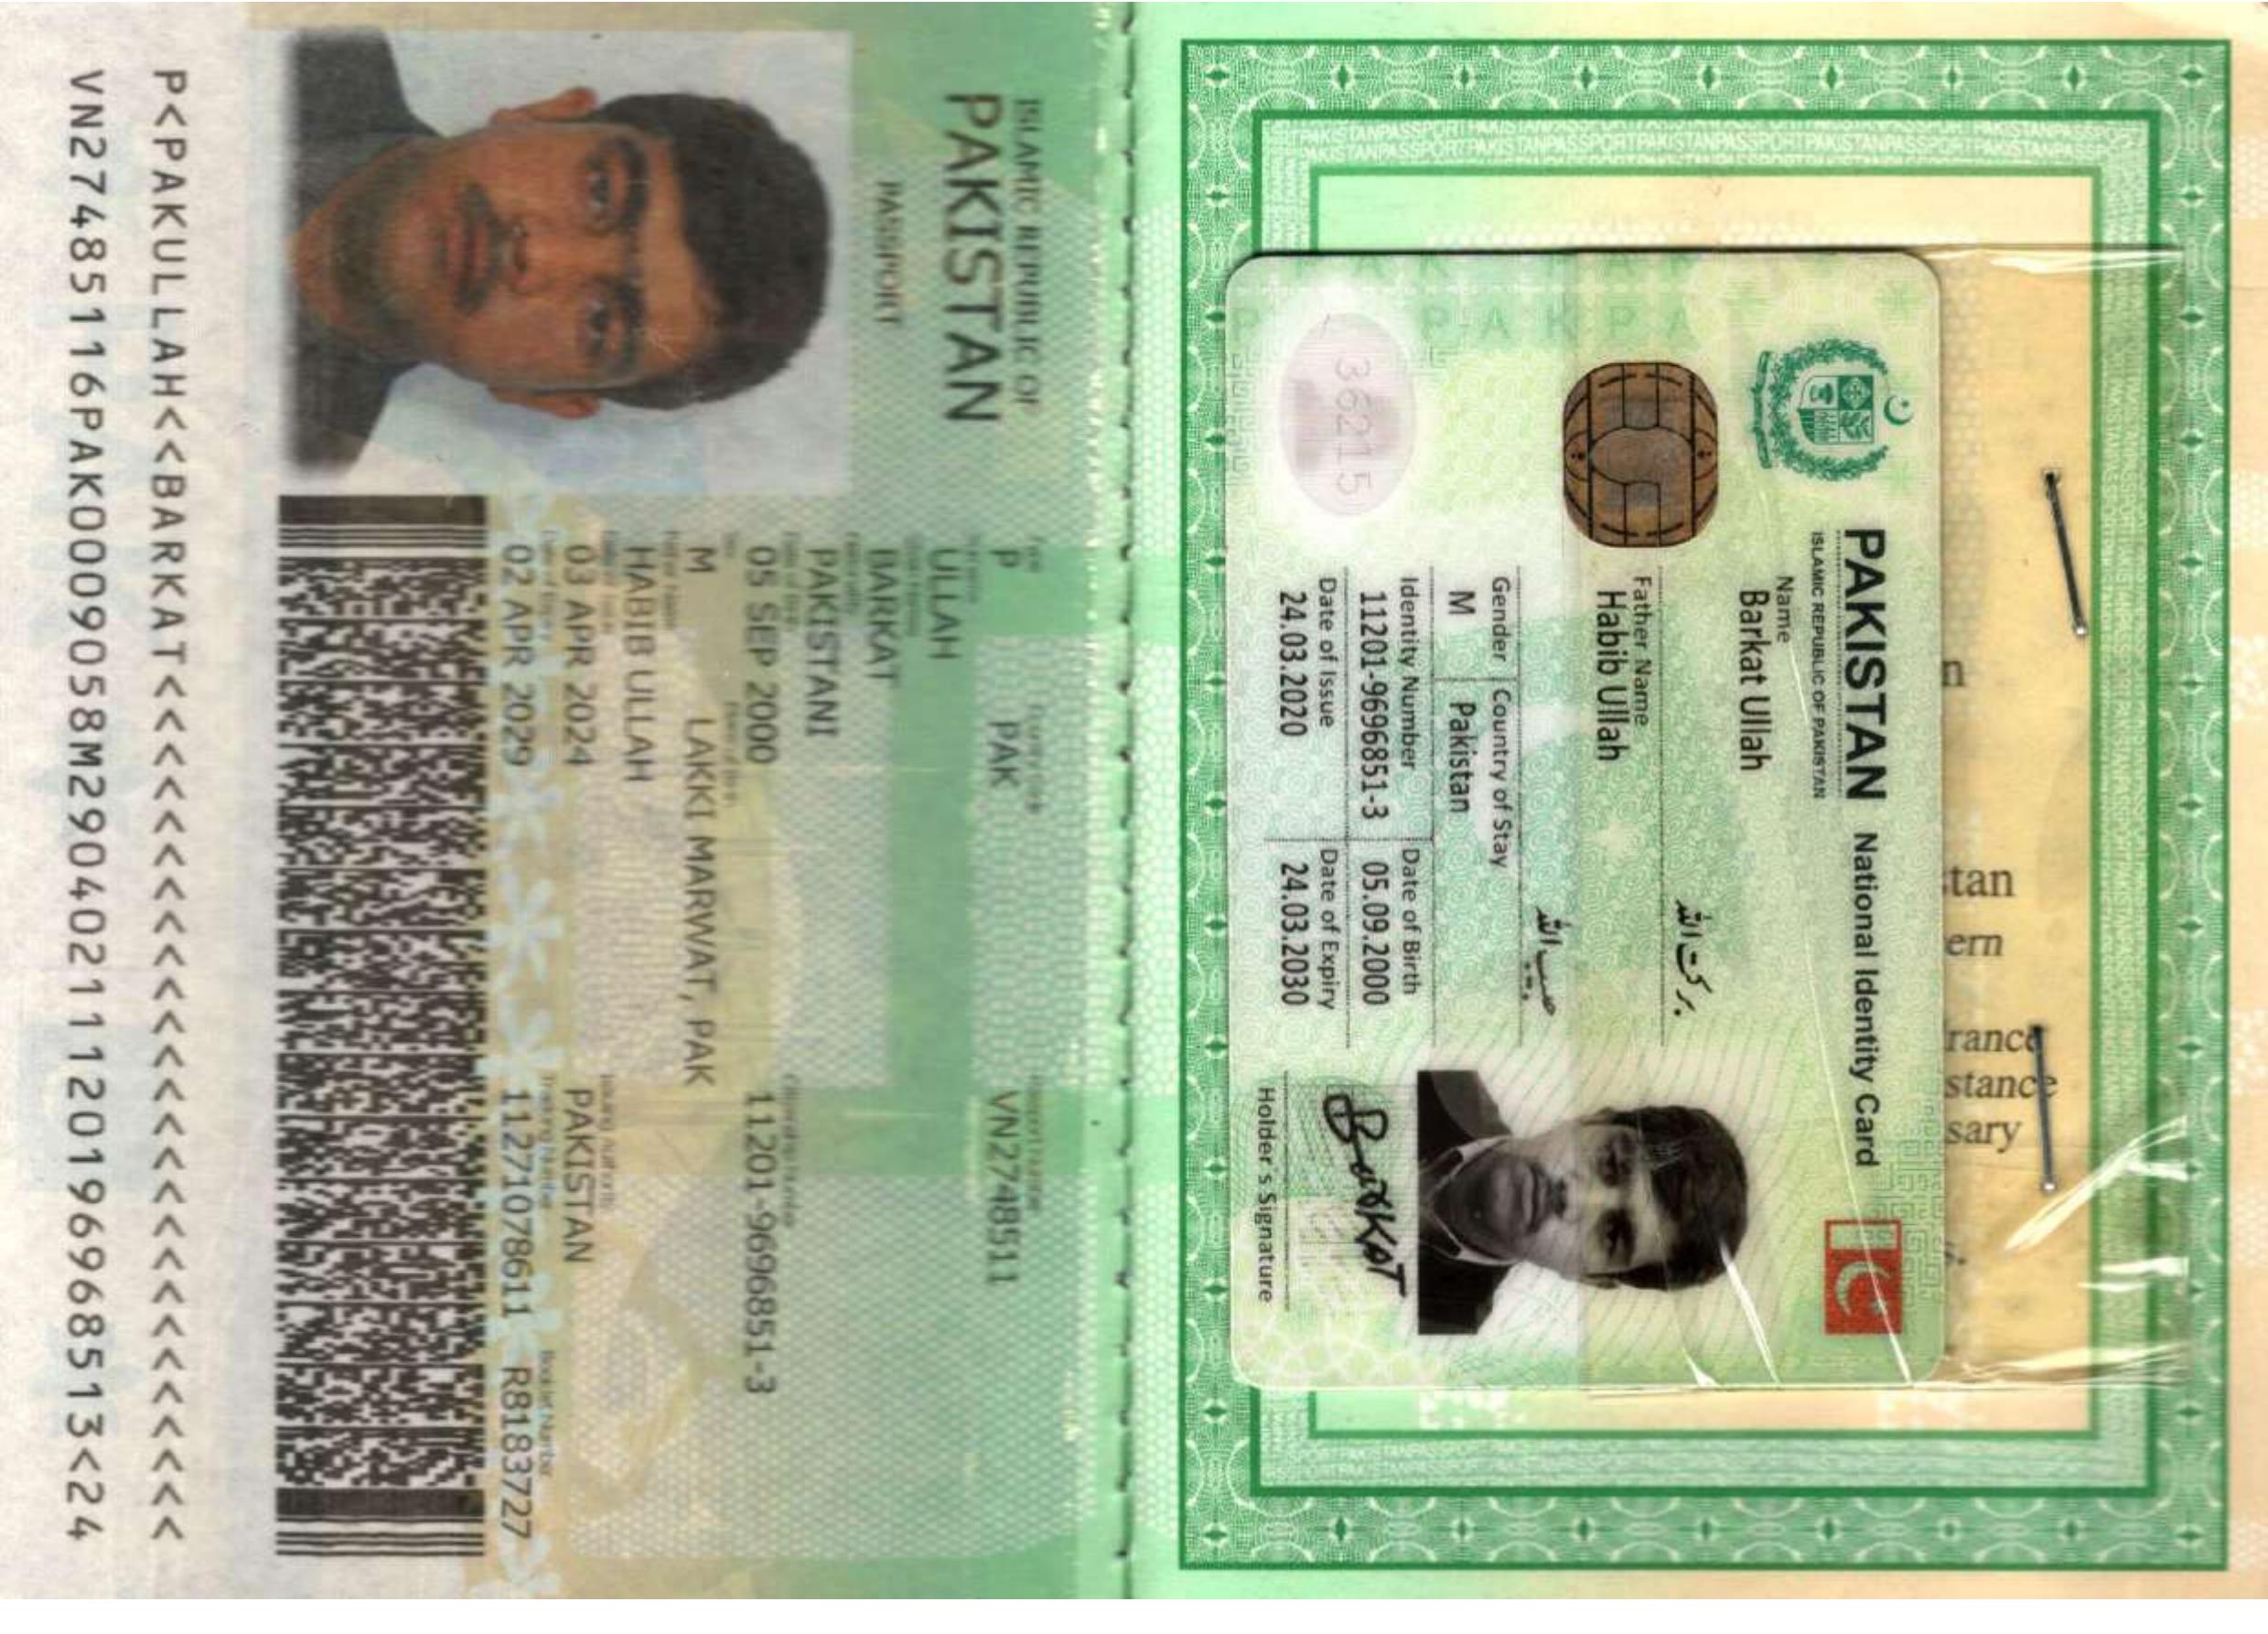 PAKISTAN National Identity Card
ISLAMIC REPUBLIC OF PAKISTAN
Name
Barkat Ullah
برکت اللہ
Father Name
Habib Ullah
حبیب اللہ
Gender Country of Stay
M Pakistan
Identity Number Date of Birth
11201-9696851-3 05.09.2000
Date of Issue Date of Expiry
24.03.2020 24.03.2030
36215
BarKAT
Holder s Signature
ISLAMIC REPUBLIC OF
PAKISTAN
PASSPORT
Type Country Code Passport Number
P PAK VN2748511
ULLAH
Given Names
BARKAT
Nationality
PAKISTANI
Date of Birth Citizenship Number
05 SEP 2000 11201-9696851-3
Sex Place of Birth
M LAKKI MARWAT, PAK
Father Name
HABIB ULLAH
Date of Issue Issuing Authority
03 APR 2024 PAKISTAN
Date of Expiry Tracking Number Booklet Number
02 APR 2029 11271078611 R8183727
P<PAKULLAH<<BARKAT<<<<<<<<<<<<<<<<<<<<<<<<<<
VN27485116PAK0009058M29040211120196968513<24